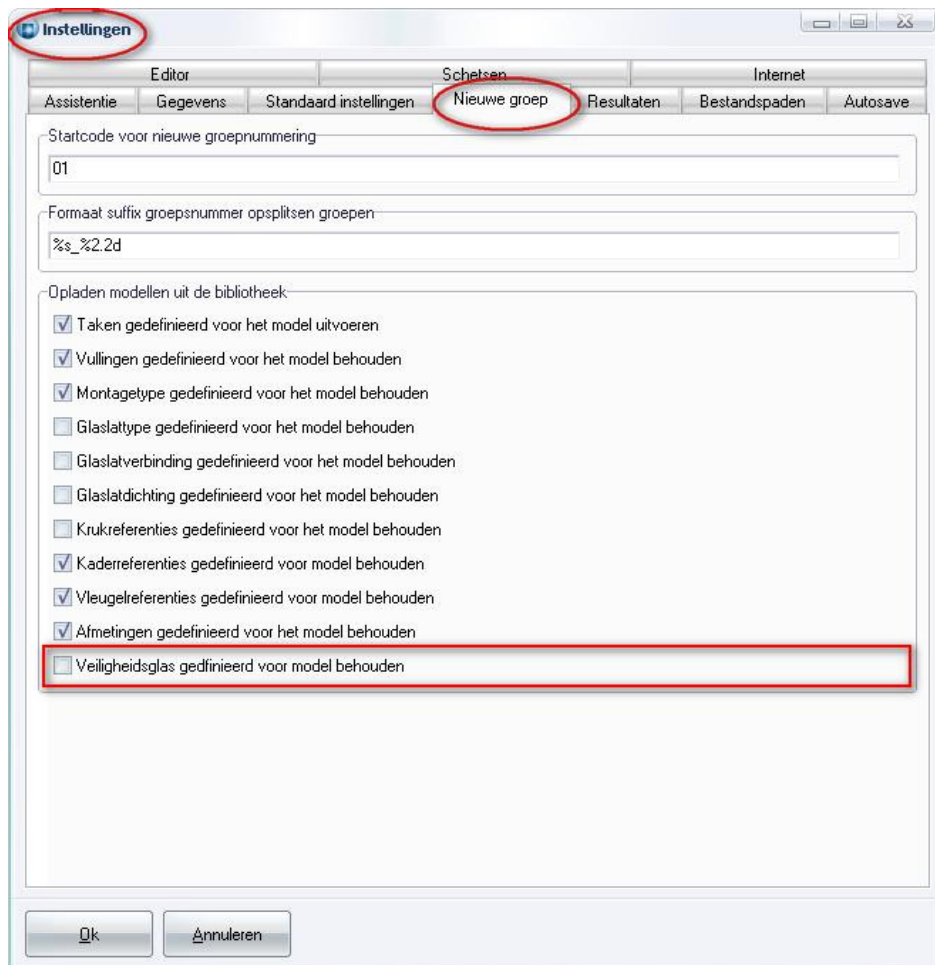 Instellingen
Editor Schetsen Internet
Assistentie Gegevens Standaard instellingen Nieuwe groep Resultaten Bestandspaden Autosave
Startcode voor nieuwe groepnummering
01
Formaat suffix groepsnummer opsplitsen groepen
%s_%2.2d
Opladen modellen uit de bibliotheek
Taken gedefinieerd voor het model uitvoeren
Vullingen gedefinieerd voor het model behouden
Montagetype gedefinieerd voor het model behouden
Glaslattype gedefinieerd voor het model behouden
Glaslatverbinding gedefinieerd voor het model behouden
Glaslatdichting gedefinieerd voor het model behouden
Krukreferenties gedefinieerd voor het model behouden
Kaderreferenties gedefinieerd voor model behouden
Vleugelreferenties gedefinieerd voor model behouden
Afmetingen gedefinieerd voor het model behouden
Veiligheidsglas gedfinieerd voor model behouden
Ok Annuleren